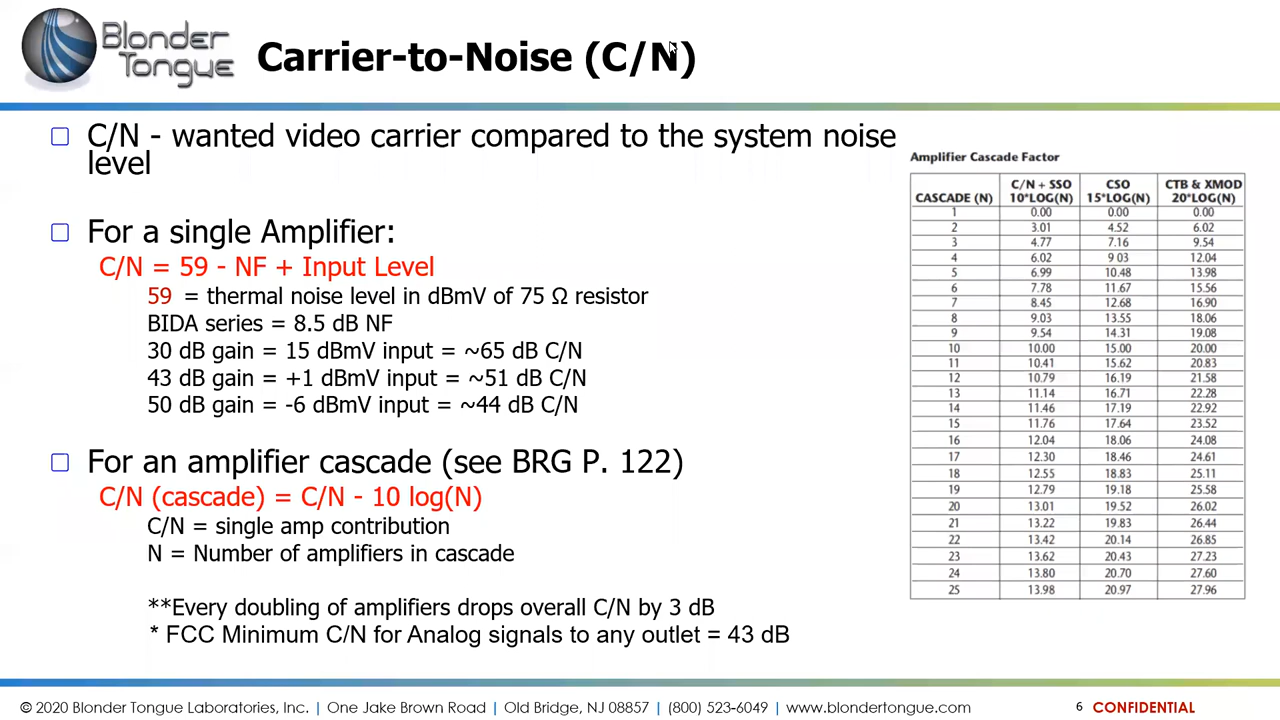 Blonder
Tongue
Carrier-to-Noise (C/N)
C/N - wanted video carrier compared to the system noise
level
For a single Amplifier:
C/N = 59 - NF + Input Level
59 = thermal noise level in dBmV of 75 Ω resistor
BIDA series = 8.5 dB NF
30 dB gain = 15 dBmV input = ~65 dB C/N
43 dB gain = +1 dBmV input = ~51 dB C/N
50 dB gain = -6 dBmV input = ~44 dB C/N
For an amplifier cascade (see BRG P. 122)
C/N (cascade) = C/N - 10 log(N)
C/N = single amp contribution
N = Number of amplifiers in cascade
**Every doubling of amplifiers drops overall C/N by 3 dB
* FCC Minimum C/N for Analog signals to any outlet = 43 dB
Amplifier Cascade Factor
C/N + SSO CSO CTB & XMOD
CASCADE (N) 10*LOG(N) 15*LOG(N) 20*LOG(N)
1 0.00 0.00 0.00
2 3.01 4.52 6.02
3 4.77 7.16 9.54
4 6.02 9 03 12.04
5 6.99 10.48 13.98
6 7.78 11.67 15.56
7 8.45 12.68 16.90
8 9.03 13.55 18.06
9 9.54 14.31 19.08
10 10.00 15.00 20.00
11 10.41 15.62 20.83
12 10.79 16.19 21.58
13 11.14 16.71 22.28
14 11.46 17.19 22.92
15 11.76 17.64 23.52
16 12.04 18.06 24.08
17 12.30 18.46 24.61
18 12.55 18.83 25.11
19 12.79 19.18 25.58
20 13.01 19.52 26.02
21 13.22 19.83 26.44
22 13.42 20.14 26.85
23 13.62 20.43 27.23
24 13.80 20.70 27.60
25 13.98 20.97 27.96
© 2020 Blonder Tongue Laboratories, Inc. | One Jake Brown Road | Old Bridge, NJ 08857 | (800) 523-6049 | www.blondertongue.com 6 CONFIDENTIAL